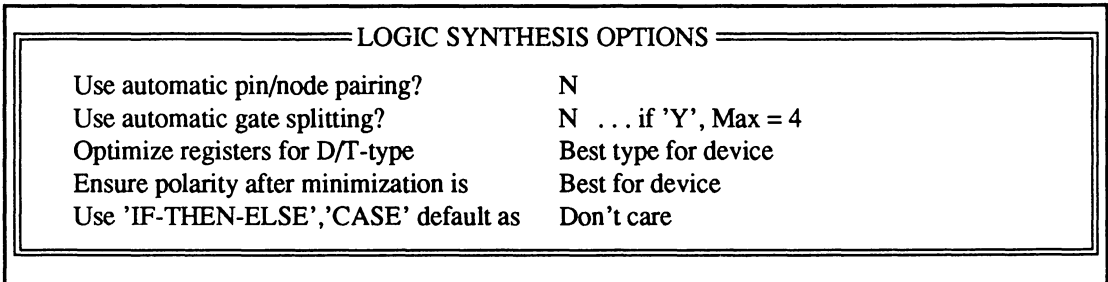 LOGIC SYNTHESIS OPTIONS
Use automatic pin/node pairing? N
Use automatic gate splitting? N ... if 'Y', Max = 4
Optimize registers for D/T-type Best type for device
Ensure polarity after minimization is Best for device
Use 'IF-THEN-ELSE','CASE' default as Don't care